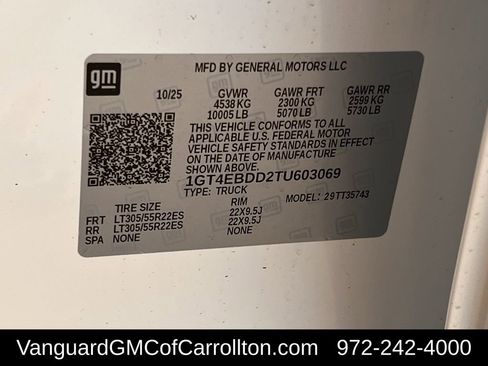 gm
MFD BY GENERAL MOTORS LLC
10/25 GVWR GAWR FRT GAWR RR
4538 KG 2300 KG 2599 KG
10005 LB 5070 LB 5730 LB
THIS VEHICLE CONFORMS TO ALL
APPLICABLE U.S. FEDERAL MOTOR
VEHICLE SAFETY STANDARDS IN EFFECT
ON THE DATE OF MANUFACTURE
SHOWN ABOVE.
1GT4EBDD2TU603069
TYPE: TRUCK MODEL: 29TT35743
TIRE SIZE RIM
FRT LT305/55R22ES 22X9.5J
RR LT305/55R22ES 22X9.5J
SPA NONE NONE
VanguardGMCofCarrollton.com 972-242-4000